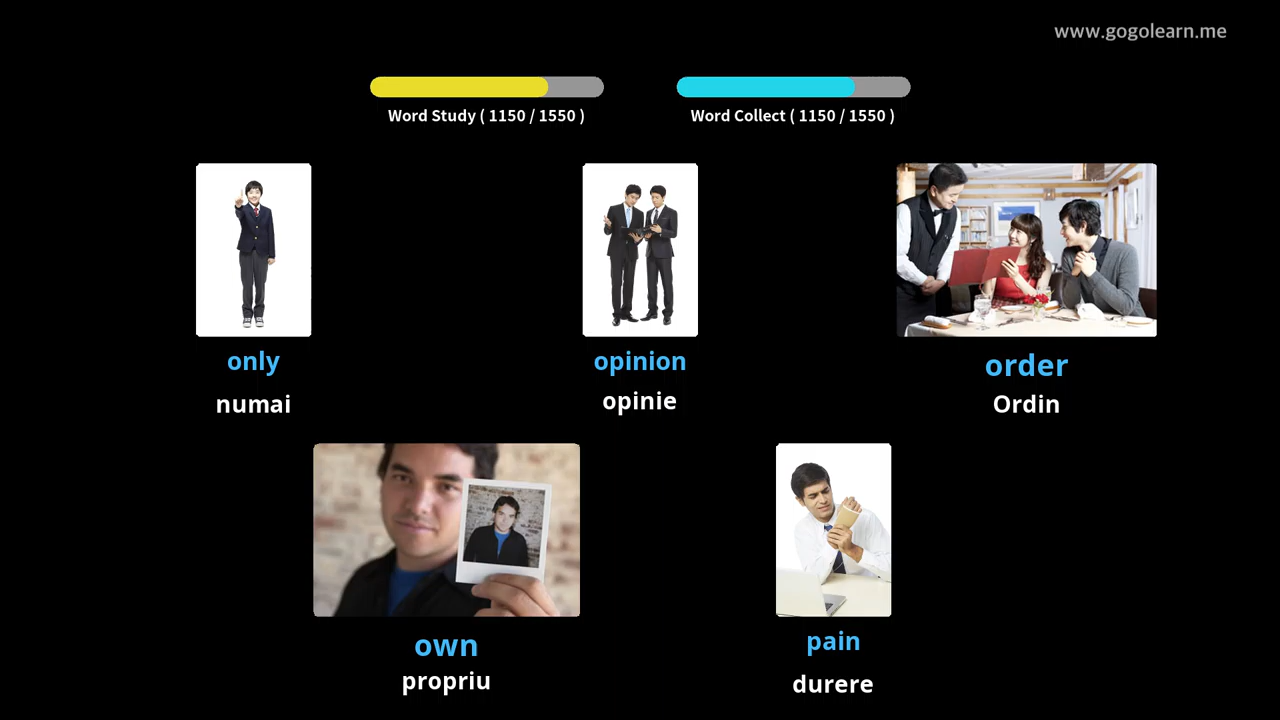 www.gogolearn.me
Word Study ( 1150 / 1550 )
Word Collect ( 1150 / 1550 )
only
numai
opinion
opinie
order
Ordin
own
propriu
pain
durere